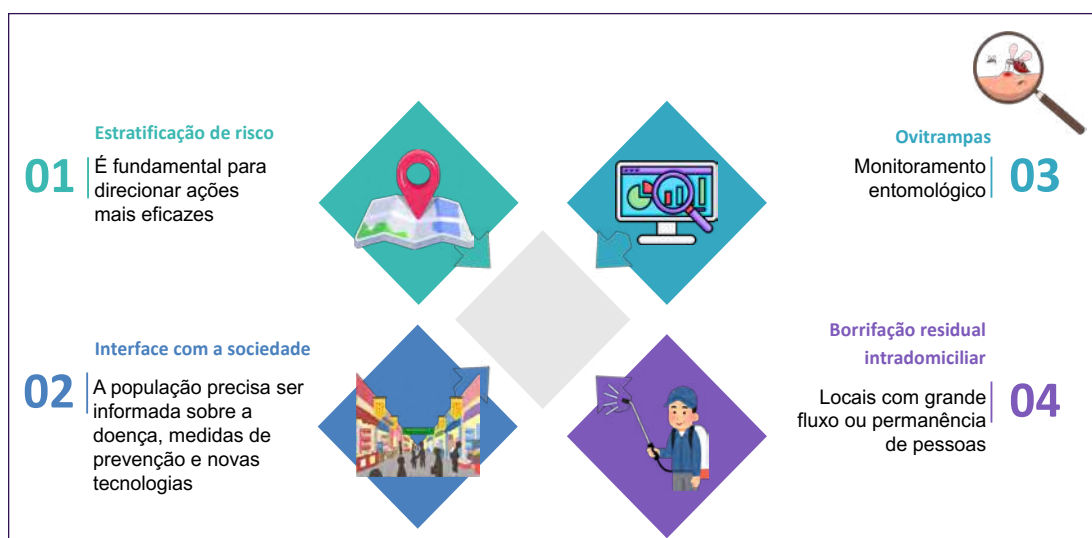 Estratificação de risco
01
É fundamental para
direcionar ações
mais eficazes
Interface com a sociedade
02
A população precisa ser
informada sobre a
doença, medidas de
prevenção e novas
tecnologias
Ovitrampas
03
Monitoramento
entomológico
Borrifação residual
intradomiciliar
04
Locais com grande
fluxo ou permanência
de pessoas